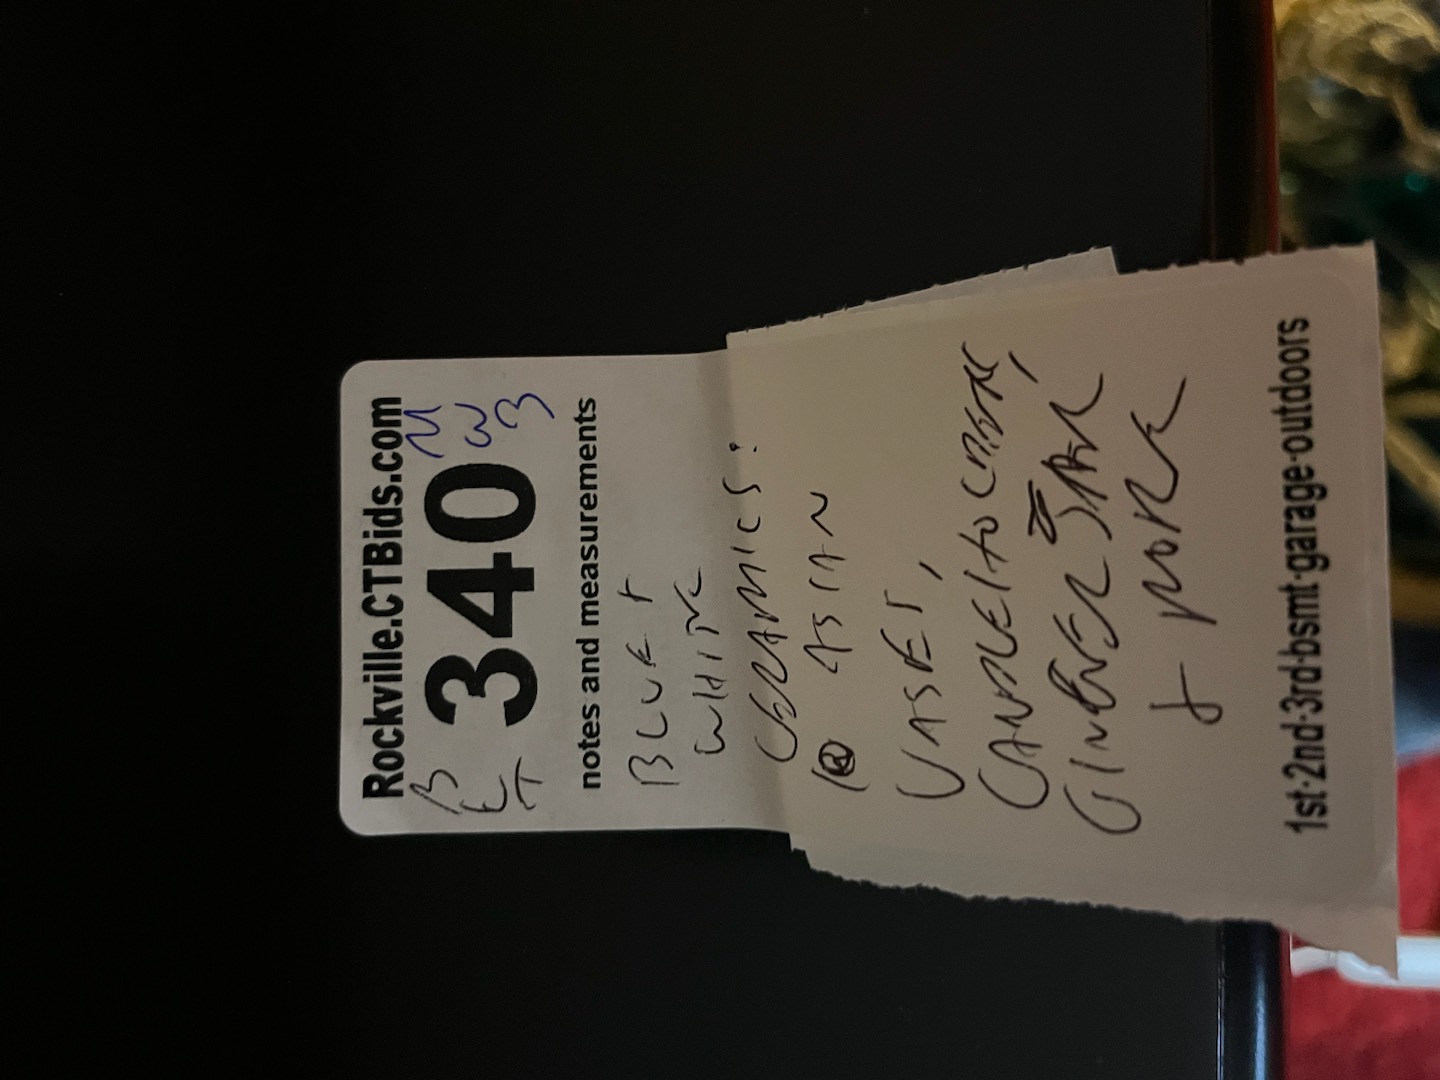 Rockville.CTBids.com
340
notes and measurements
BLUE +
WHITE
CERAMICS:
ASIAN
VASES,
GINGER JAR
+ MORE
1st·2nd·3rd·bsmt·garage·outdoors